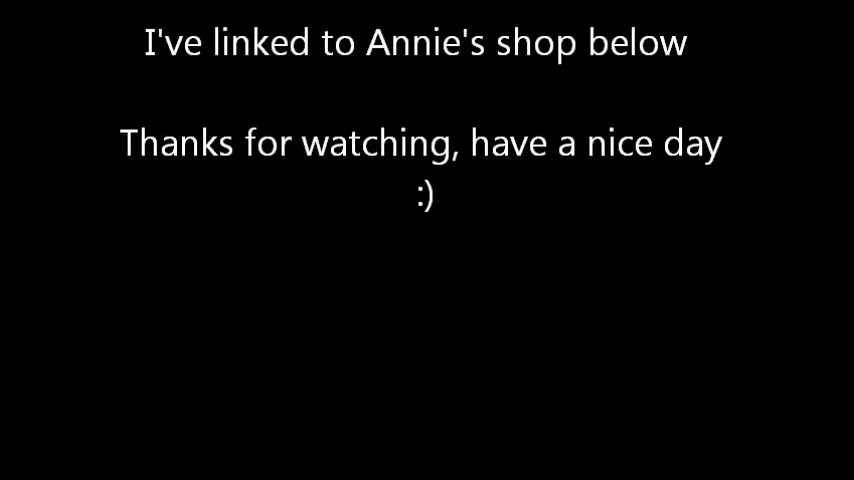 I've linked to Annie's shop below
Thanks for watching, have a nice day
:)